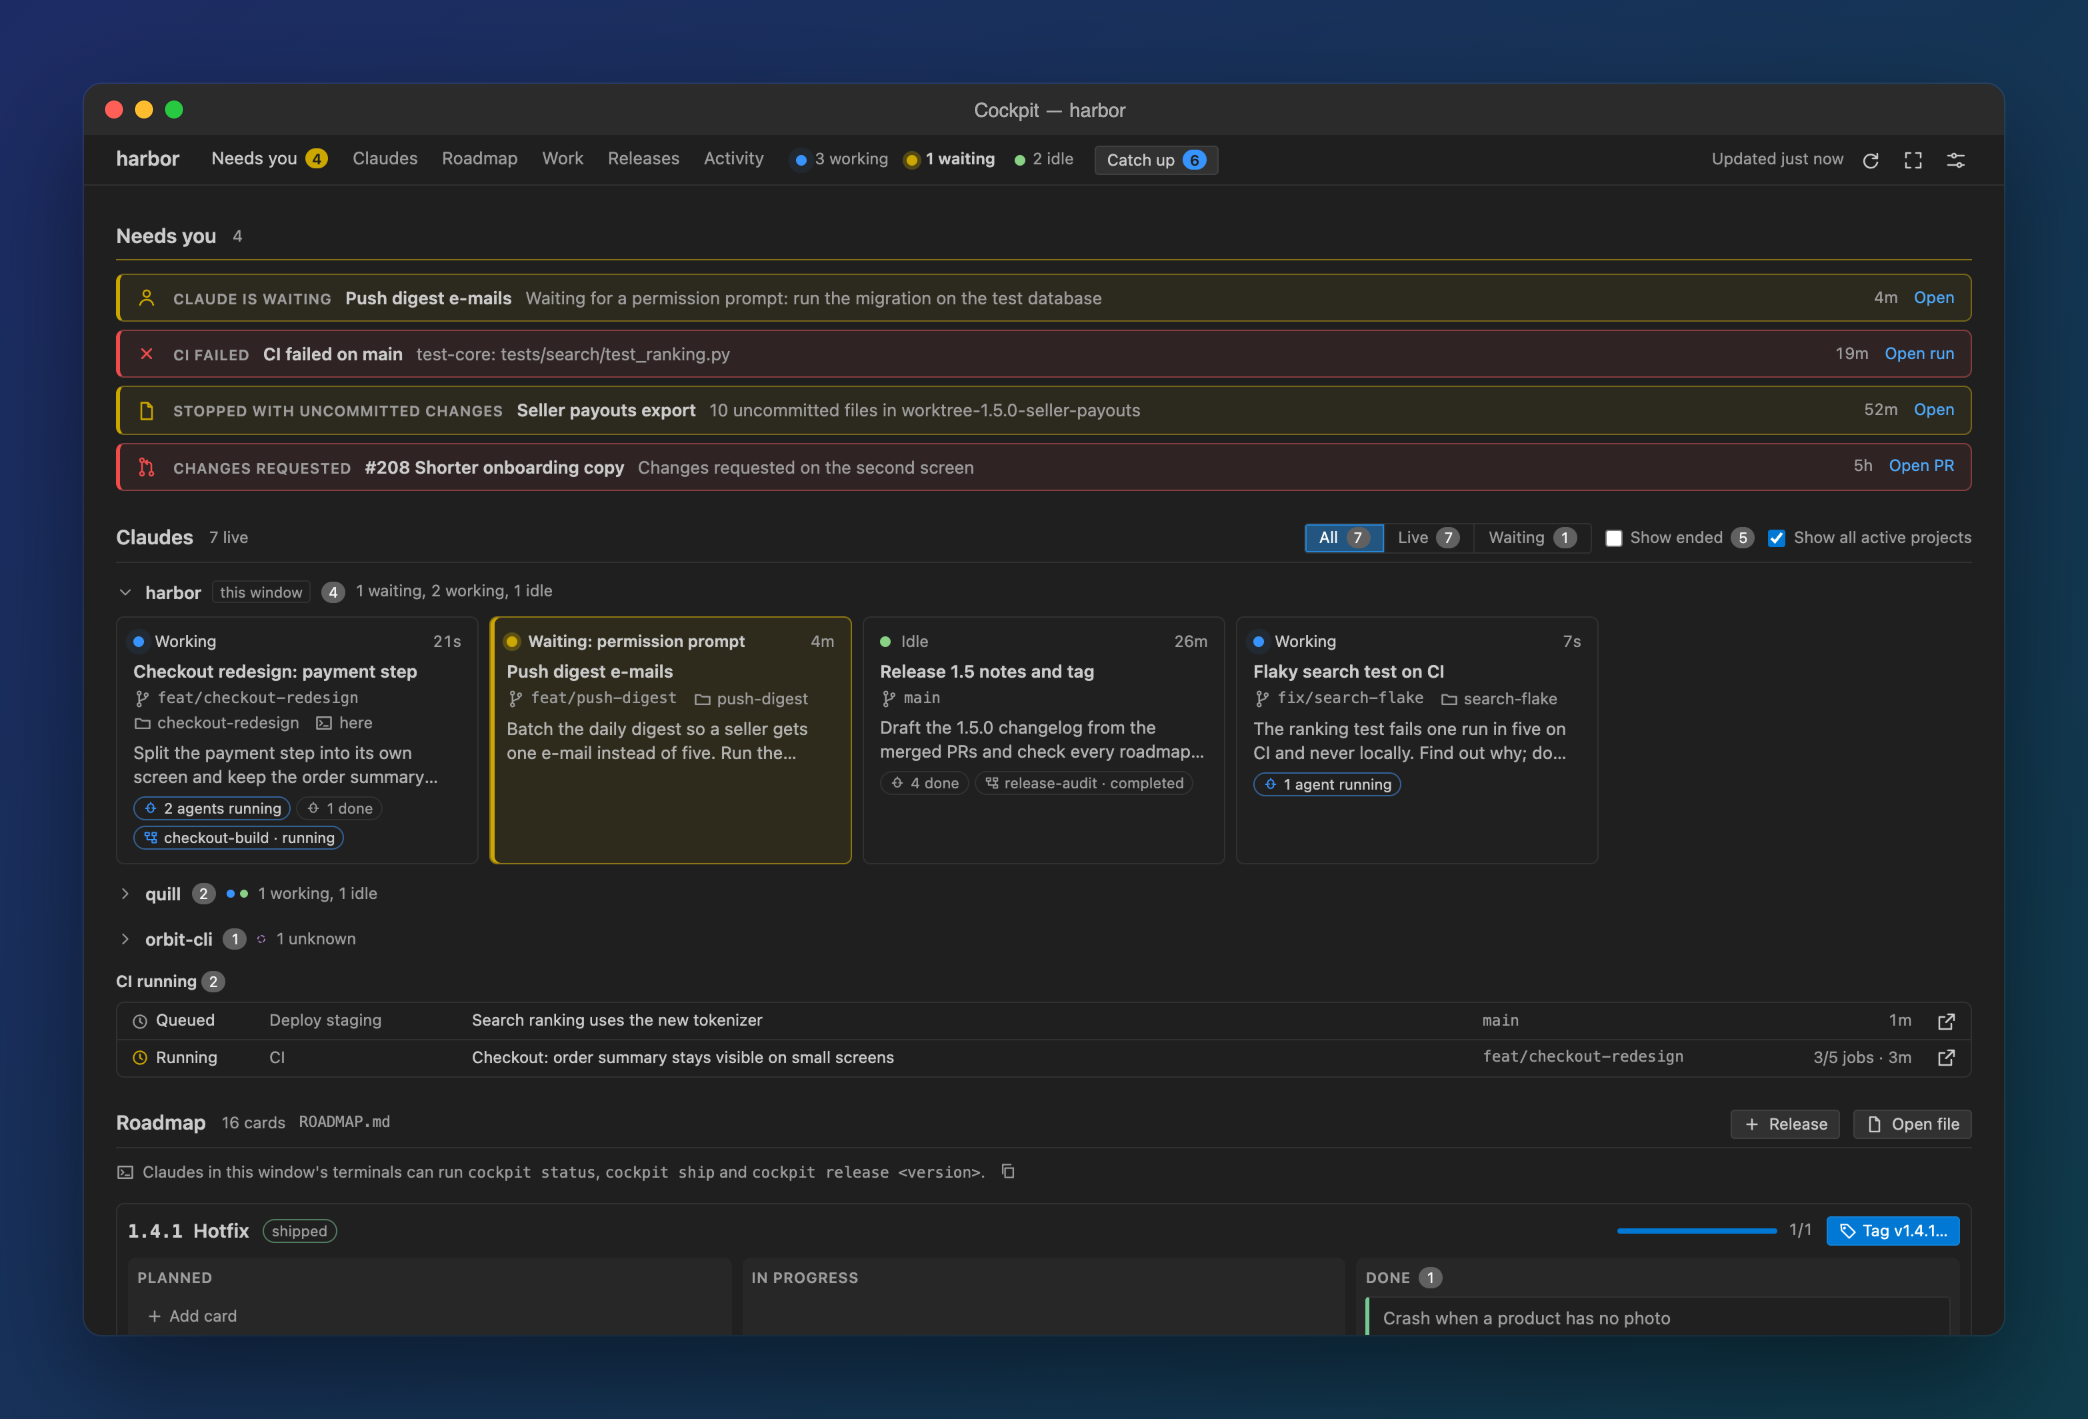 Cockpit — harbor
harbor Needs you 4 Claudes Roadmap Work Releases Activity 3 working 1 waiting 2 idle Catch up 6 Updated just now
Needs you 4
CLAUDE IS WAITING Push digest e-mails Waiting for a permission prompt: run the migration on the test database 4m Open
CI FAILED CI failed on main test-core: tests/search/test_ranking.py 19m Open run
STOPPED WITH UNCOMMITTED CHANGES Seller payouts export 10 uncommitted files in worktree-1.5.0-seller-payouts 52m Open
CHANGES REQUESTED #208 Shorter onboarding copy Changes requested on the second screen 5h Open PR
Claudes 7 live All 7 Live 7 Waiting 1 Show ended 5 Show all active projects
harbor this window 4 1 waiting, 2 working, 1 idle
Working 21s
Checkout redesign: payment step
feat/checkout-redesign
checkout-redesign here
Split the payment step into its own
screen and keep the order summary...
2 agents running 1 done
checkout-build · running
Waiting: permission prompt 4m
Push digest e-mails
feat/push-digest push-digest
Batch the daily digest so a seller gets
one e-mail instead of five. Run the...
Idle 26m
Release 1.5 notes and tag
main
Draft the 1.5.0 changelog from the
merged PRs and check every roadmap...
4 done release-audit · completed
Working 7s
Flaky search test on CI
fix/search-flake search-flake
The ranking test fails one run in five on
CI and never locally. Find out why; do...
1 agent running
quill 2 1 working, 1 idle
orbit-cli 1 1 unknown
CI running 2
Queued Deploy staging Search ranking uses the new tokenizer main 1m
Running CI Checkout: order summary stays visible on small screens feat/checkout-redesign 3/5 jobs · 3m
Roadmap 16 cards ROADMAP.md + Release Open file
Claudes in this window's terminals can run cockpit status, cockpit ship and cockpit release <version>.
1.4.1 Hotfix shipped 1/1 Tag v1.4.1...
PLANNED IN PROGRESS DONE 1
+ Add card
Crash when a product has no photo